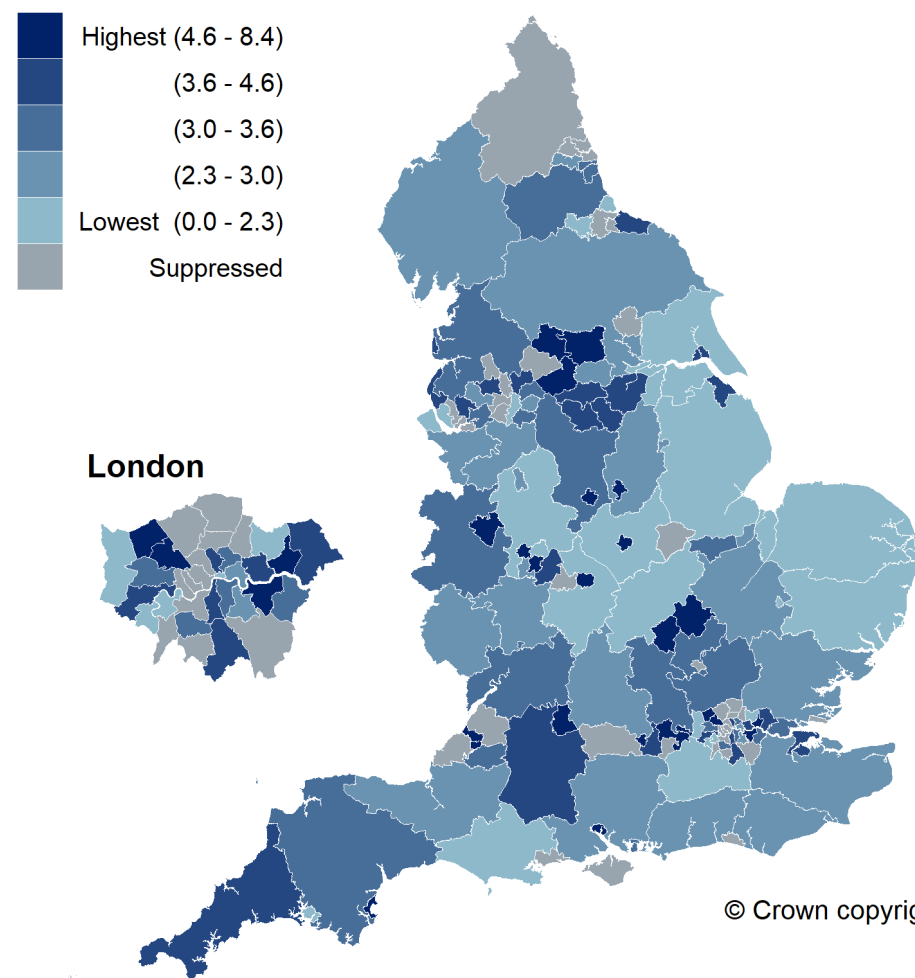 Highest (4.6 - 8.4)
(3.6 - 4.6)
(3.0 - 3.6)
(2.3 - 3.0)
Lowest (0.0 - 2.3)
Suppressed
London
© Crown copyrig